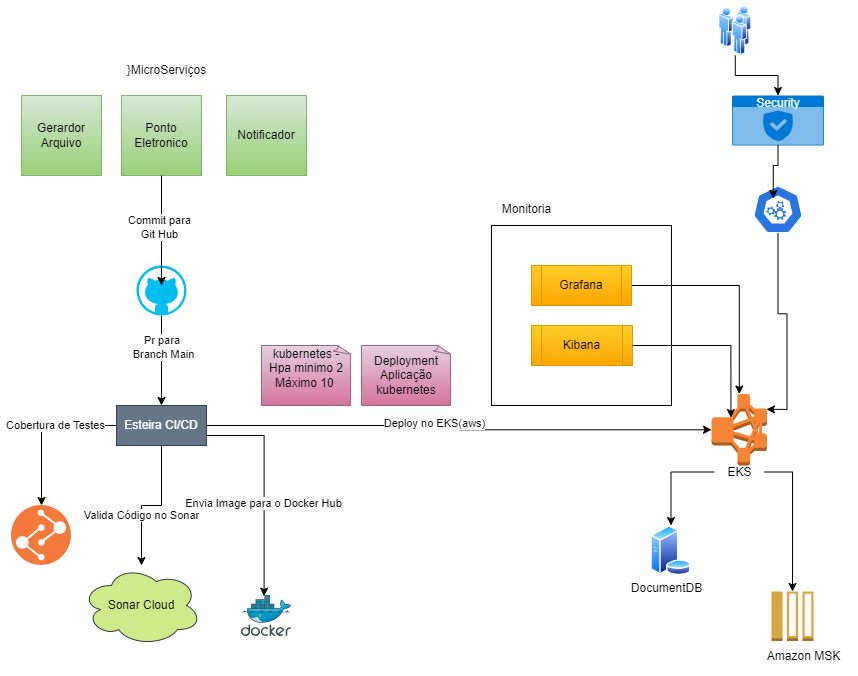 }MicroServiços
Gerardor
Arquivo
Ponto
Eletronico
Notificador
Security
Commit para
Git Hub
Monitoria
Grafana
Kibana
Pr para
Branch Main
kubernetes -
Hpa minimo 2
Máximo 10
Deployment
Aplicação
kubernetes
Cobertura de Testes
Esteira CI/CD
Deploy no EKS(aws)
EKS
Envia Image para o Docker Hub
Valida Código no Sonar
Sonar Cloud
docker
DocumentDB
Amazon MSK